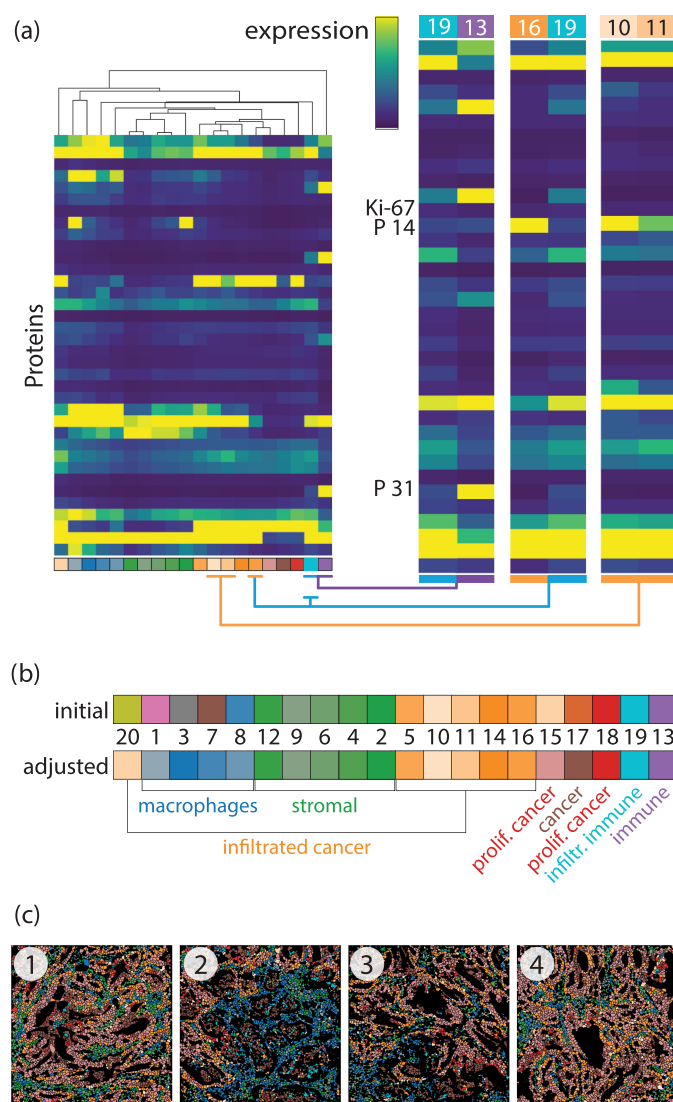 (a)
expression
19 13
16 19
10 11
Ki-67
P 14
P 31
Proteins
(b)
initial
20 1 3 7 8 12 9 6 4 2 5 10 11 14 16 15 17 18 19 13
adjusted
macrophages
stromal
infiltrated cancer
prolif. cancer
cancer
prolif. cancer
infiltr. immune
immune
(c)
1
2
3
4